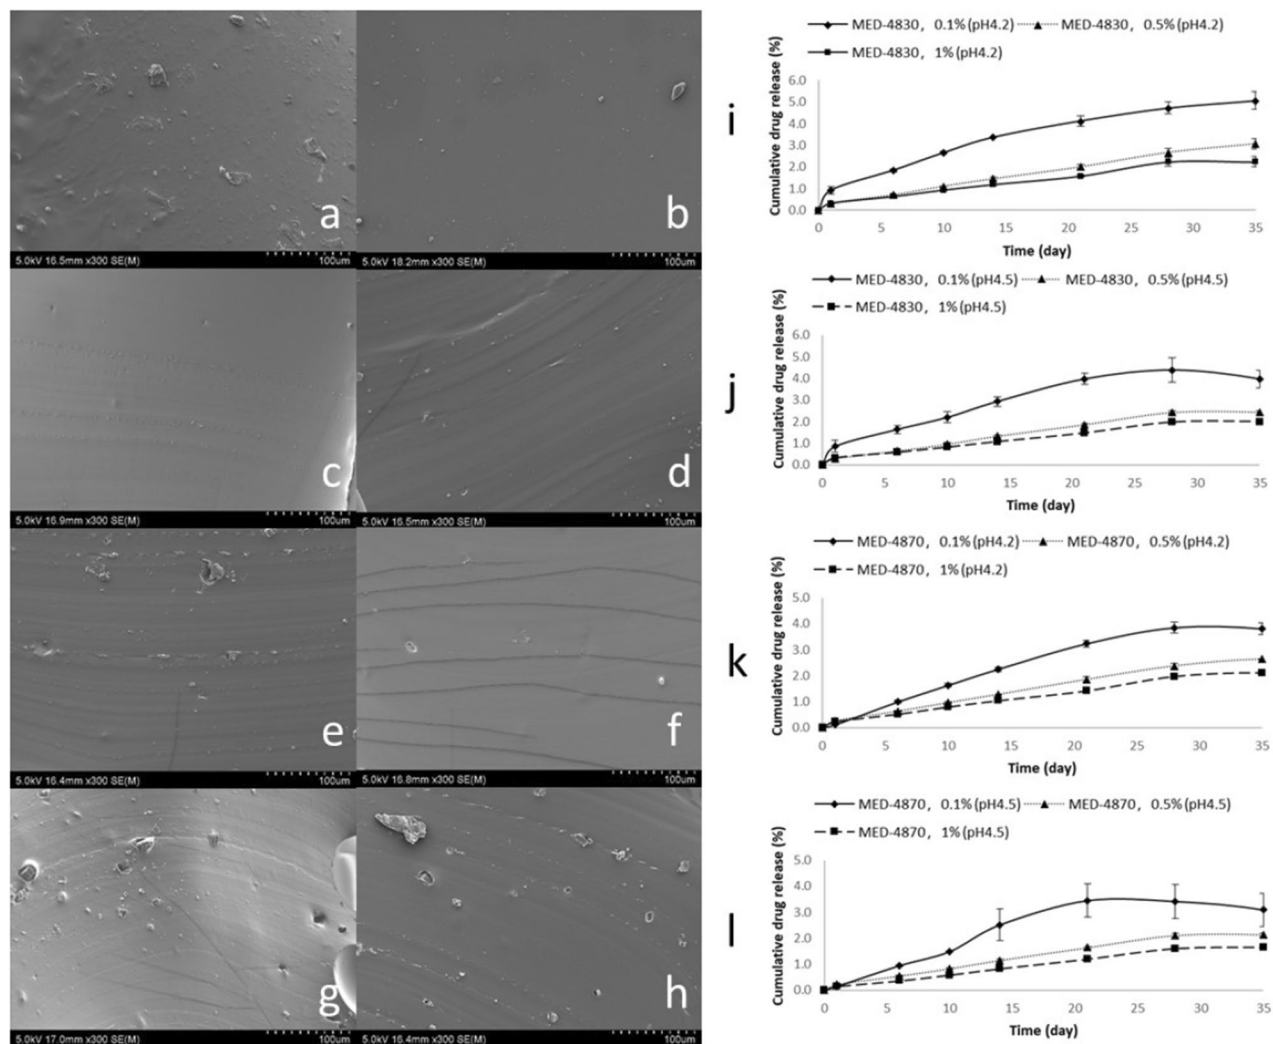 a
b
5.0kV 16.5mm x300 SE(M) 100um
5.0kV 18.2mm x300 SE(M) 100um
c
d
5.0kV 16.9mm x300 SE(M) 100um
5.0kV 16.5mm x300 SE(M) 100um
e
f
5.0kV 16.4mm x300 SE(M) 100um
5.0kV 16.8mm x300 SE(M) 100um
g
h
5.0kV 17.0mm x300 SE(M) 100um
5.0kV 16.4mm x300 SE(M) 100um
i
MED-4830, 0.1% (pH4.2) MED-4830, 0.5% (pH4.2)
MED-4830, 1% (pH4.2)
Cumulative drug release (%)
6.0
5.0
4.0
3.0
2.0
1.0
0.0
0 5 10 15 20 25 30 35
Time (day)
j
MED-4830, 0.1% (pH4.5) MED-4830, 0.5% (pH4.5)
MED-4830, 1% (pH4.5)
Cumulative drug release (%)
6.0
5.0
4.0
3.0
2.0
1.0
0.0
0 5 10 15 20 25 30 35
Time (day)
k
MED-4870, 0.1% (pH4.2) MED-4870, 0.5% (pH4.2)
MED-4870, 1% (pH4.2)
Cumulative drug release (%)
5.0
4.0
3.0
2.0
1.0
0.0
0 5 10 15 20 25 30 35
Time (day)
l
MED-4870, 0.1% (pH4.5) MED-4870, 0.5% (pH4.5)
MED-4870, 1% (pH4.5)
Cumulative drug release (%)
5.0
4.0
3.0
2.0
1.0
0.0
0 5 10 15 20 25 30 35
Time (day)